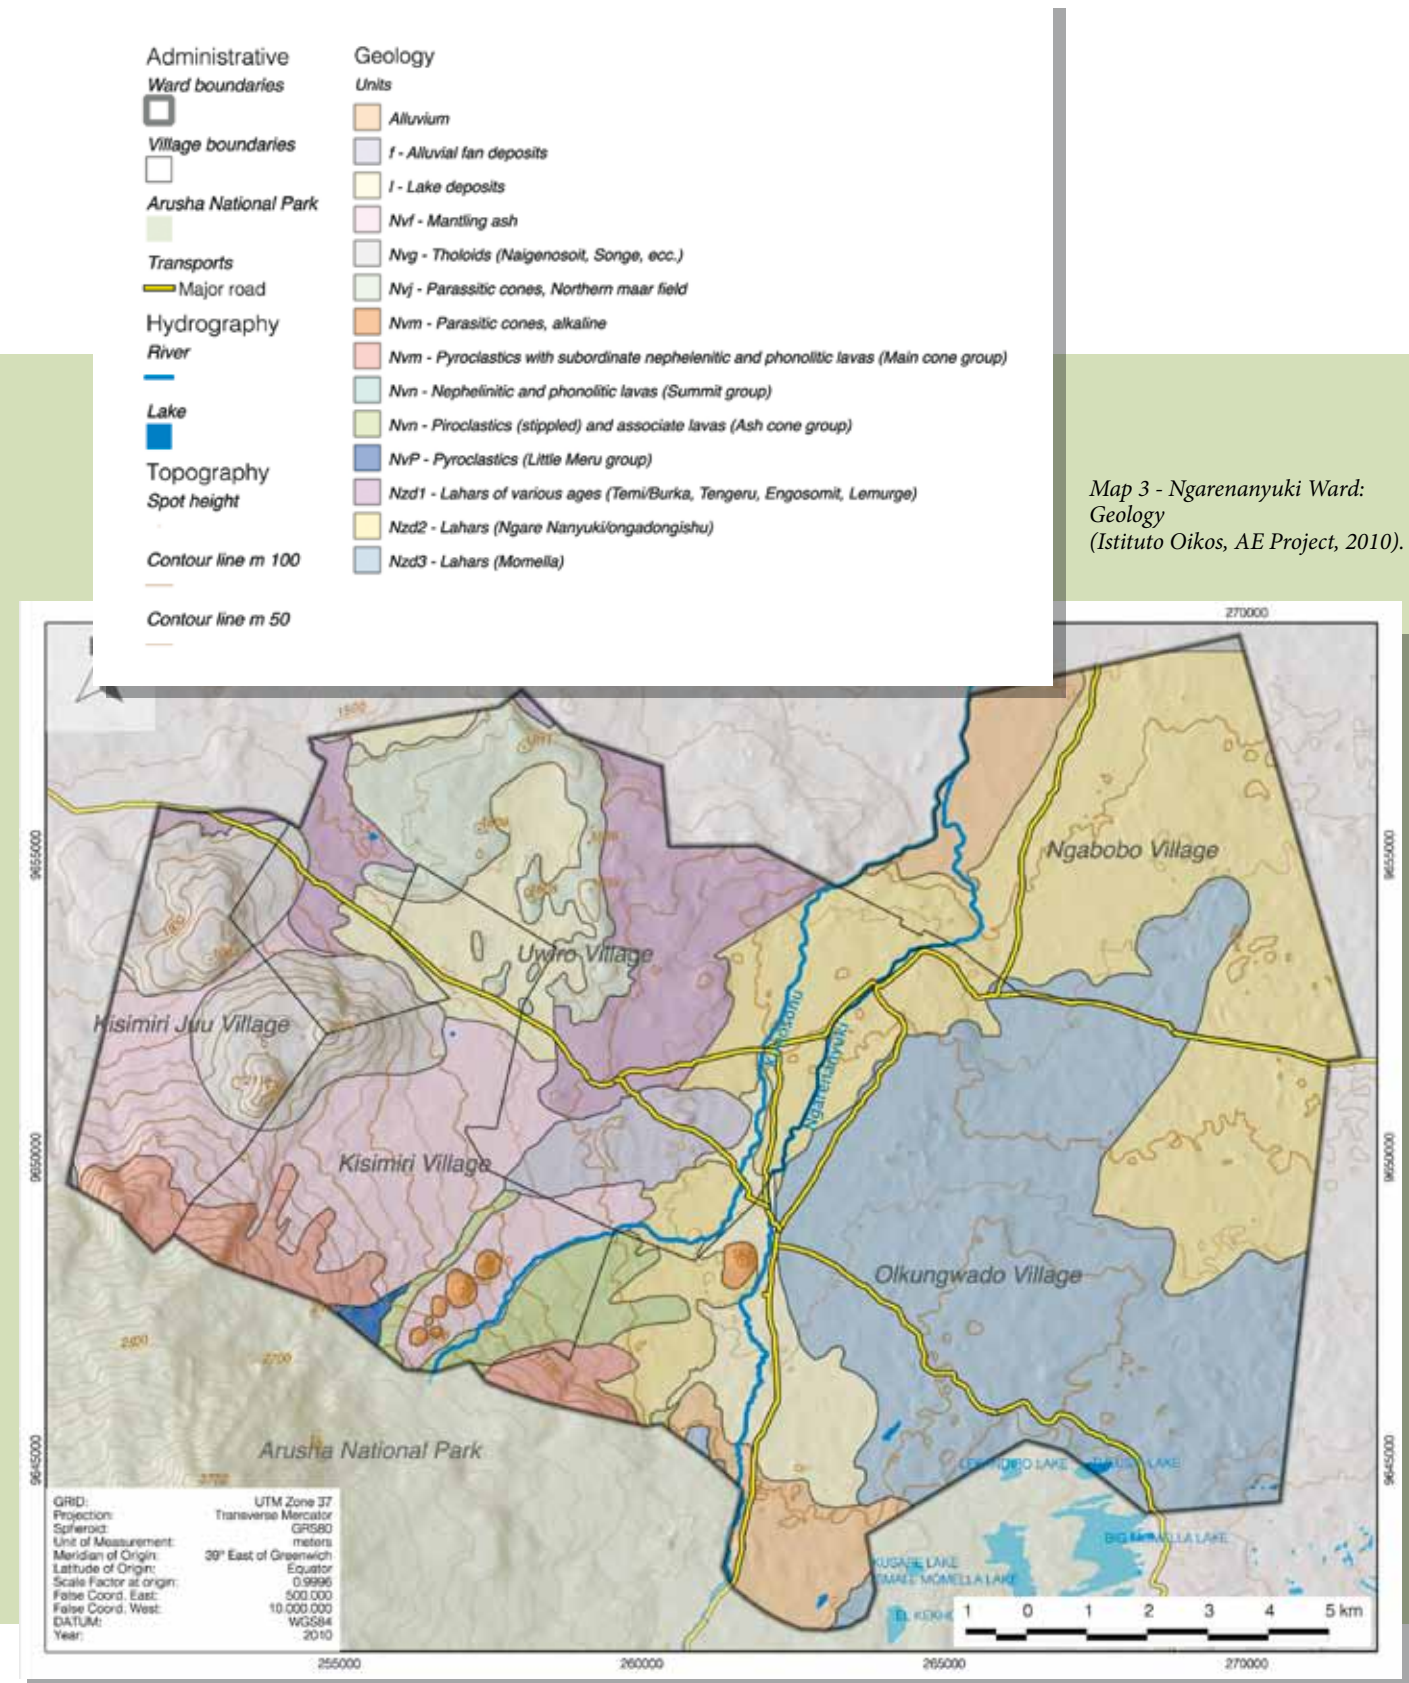 Administrative
Ward boundaries
Village boundaries
Arusha National Park
Transports
Major road
Hydrography
River
Lake
Topography
Spot height
Contour line m 100
Contour line m 50
Geology
Units
Alluvium
f - Alluvial fan deposits
l - Lake deposits
Nvf - Mantling ash
Nvg - Tholoids (Naigenosoit, Songe, ecc.)
Nvj - Parassitic cones, Northern maar field
Nvm - Parasitic cones, alkaline
Nvm - Pyroclastics with subordinate nephelenitic and phonolitic lavas (Main cone group)
Nvn - Nephelinitic and phonolitic lavas (Summit group)
Nvn - Piroclastics (stippled) and associate lavas (Ash cone group)
NvP - Pyroclastics (Little Meru group)
Nzd1 - Lahars of various ages (Temi/Burka, Tengeru, Engosomit, Lemurge)
Nzd2 - Lahars (Ngare Nanyuki/ongadongishu)
Nzd3 - Lahars (Momella)
Map 3 - Ngarenanyuki Ward:
Geology
(Istituto Oikos, AE Project, 2010).
270000
1500
9655000
9655000
Ngabobo Village
Uwiro Village
Kisimiri Juu Village
Ngarenanyuki
9650000
9650000
Kisimiri Village
Olkungwado Village
2700
Arusha National Park
9645000
9645000
2700
BIG MOMELLA LAKE
KUSARE LAKE
SMALL MOMELLA LAKE
GRID: UTM Zone 37
Projection: Transverse Mercator
Spheroid: GRS80
Unit of Measurement: meters
Meridian of Origin: 39° East of Greenwich
Latitude of Origin: Equator
Scale Factor at origin: 0.9996
False Coord. East: 500.000
False Coord. West: 10.000.000
DATUM: WGS84
Year: 2010
1 0 1 2 3 4 5 km
255000
260000
265000
270000